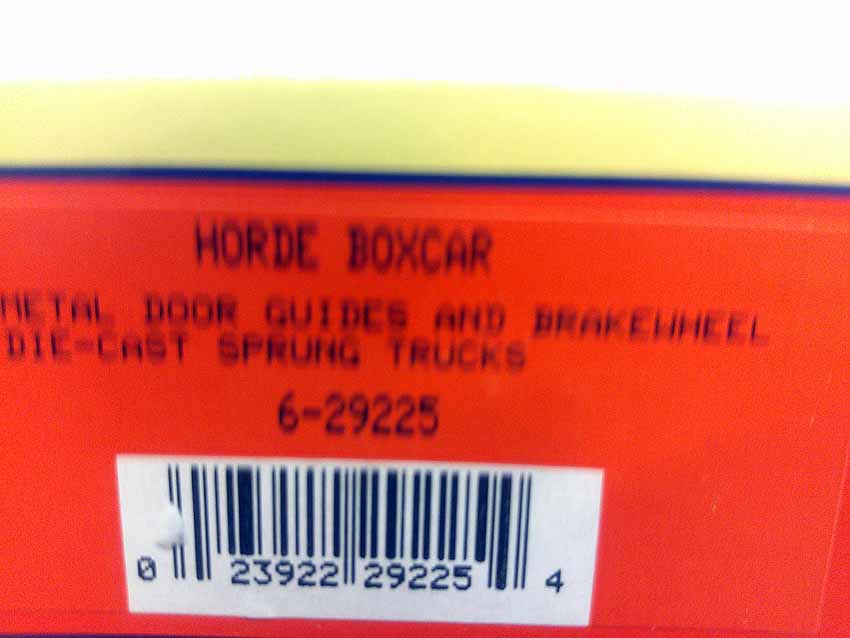 HORDE BOXCAR
METAL DOOR GUIDES AND BRAKEWHEEL
DIE-CAST SPRUNG TRUCKS
6-29225
0 23922 29225 4